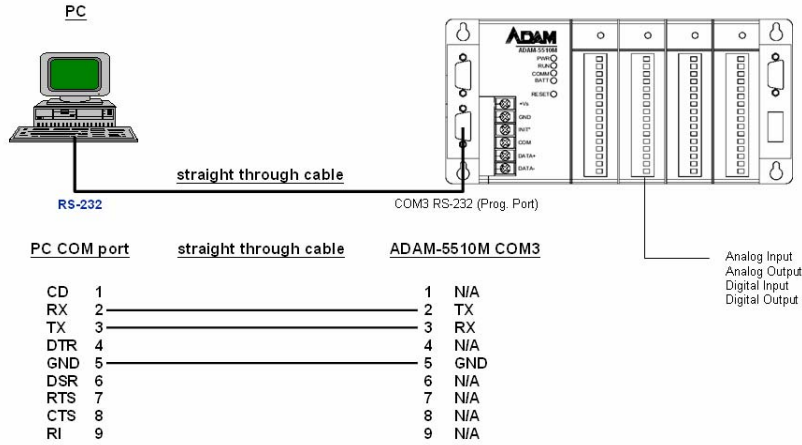 PC
ADAM
ADAM-5510M
PWR
RUN
COMM
BATT
RESET
+Vs
GND
INIT*
COM
DATA+
DATA-
straight through cable
RS-232
COM3 RS-232 (Prog. Port)
Analog Input
Analog Output
Digital Input
Digital Output
PC COM port straight through cable ADAM-5510M COM3
CD 1 1 N/A
RX 2 2 TX
TX 3 3 RX
DTR 4 4 N/A
GND 5 5 GND
DSR 6 6 N/A
RTS 7 7 N/A
CTS 8 8 N/A
RI 9 9 N/A